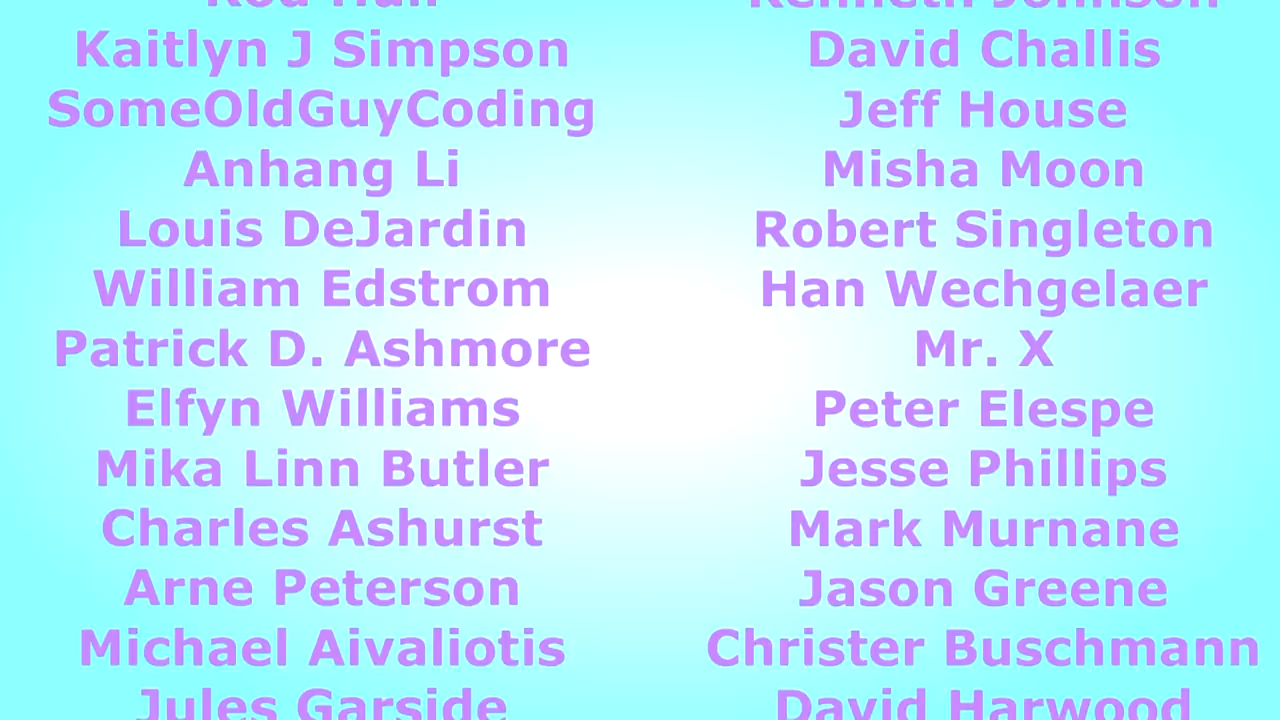 Kenneth Johnson
Kaitlyn J Simpson David Challis
SomeOldGuyCoding Jeff House
Anhang Li Misha Moon
Louis DeJardin Robert Singleton
William Edstrom Han Wechgelaer
Patrick D. Ashmore Mr. X
Elfyn Williams Peter Elespe
Mika Linn Butler Jesse Phillips
Charles Ashurst Mark Murnane
Arne Peterson Jason Greene
Michael Aivaliotis Christer Buschmann
Jules Garside David Harwood